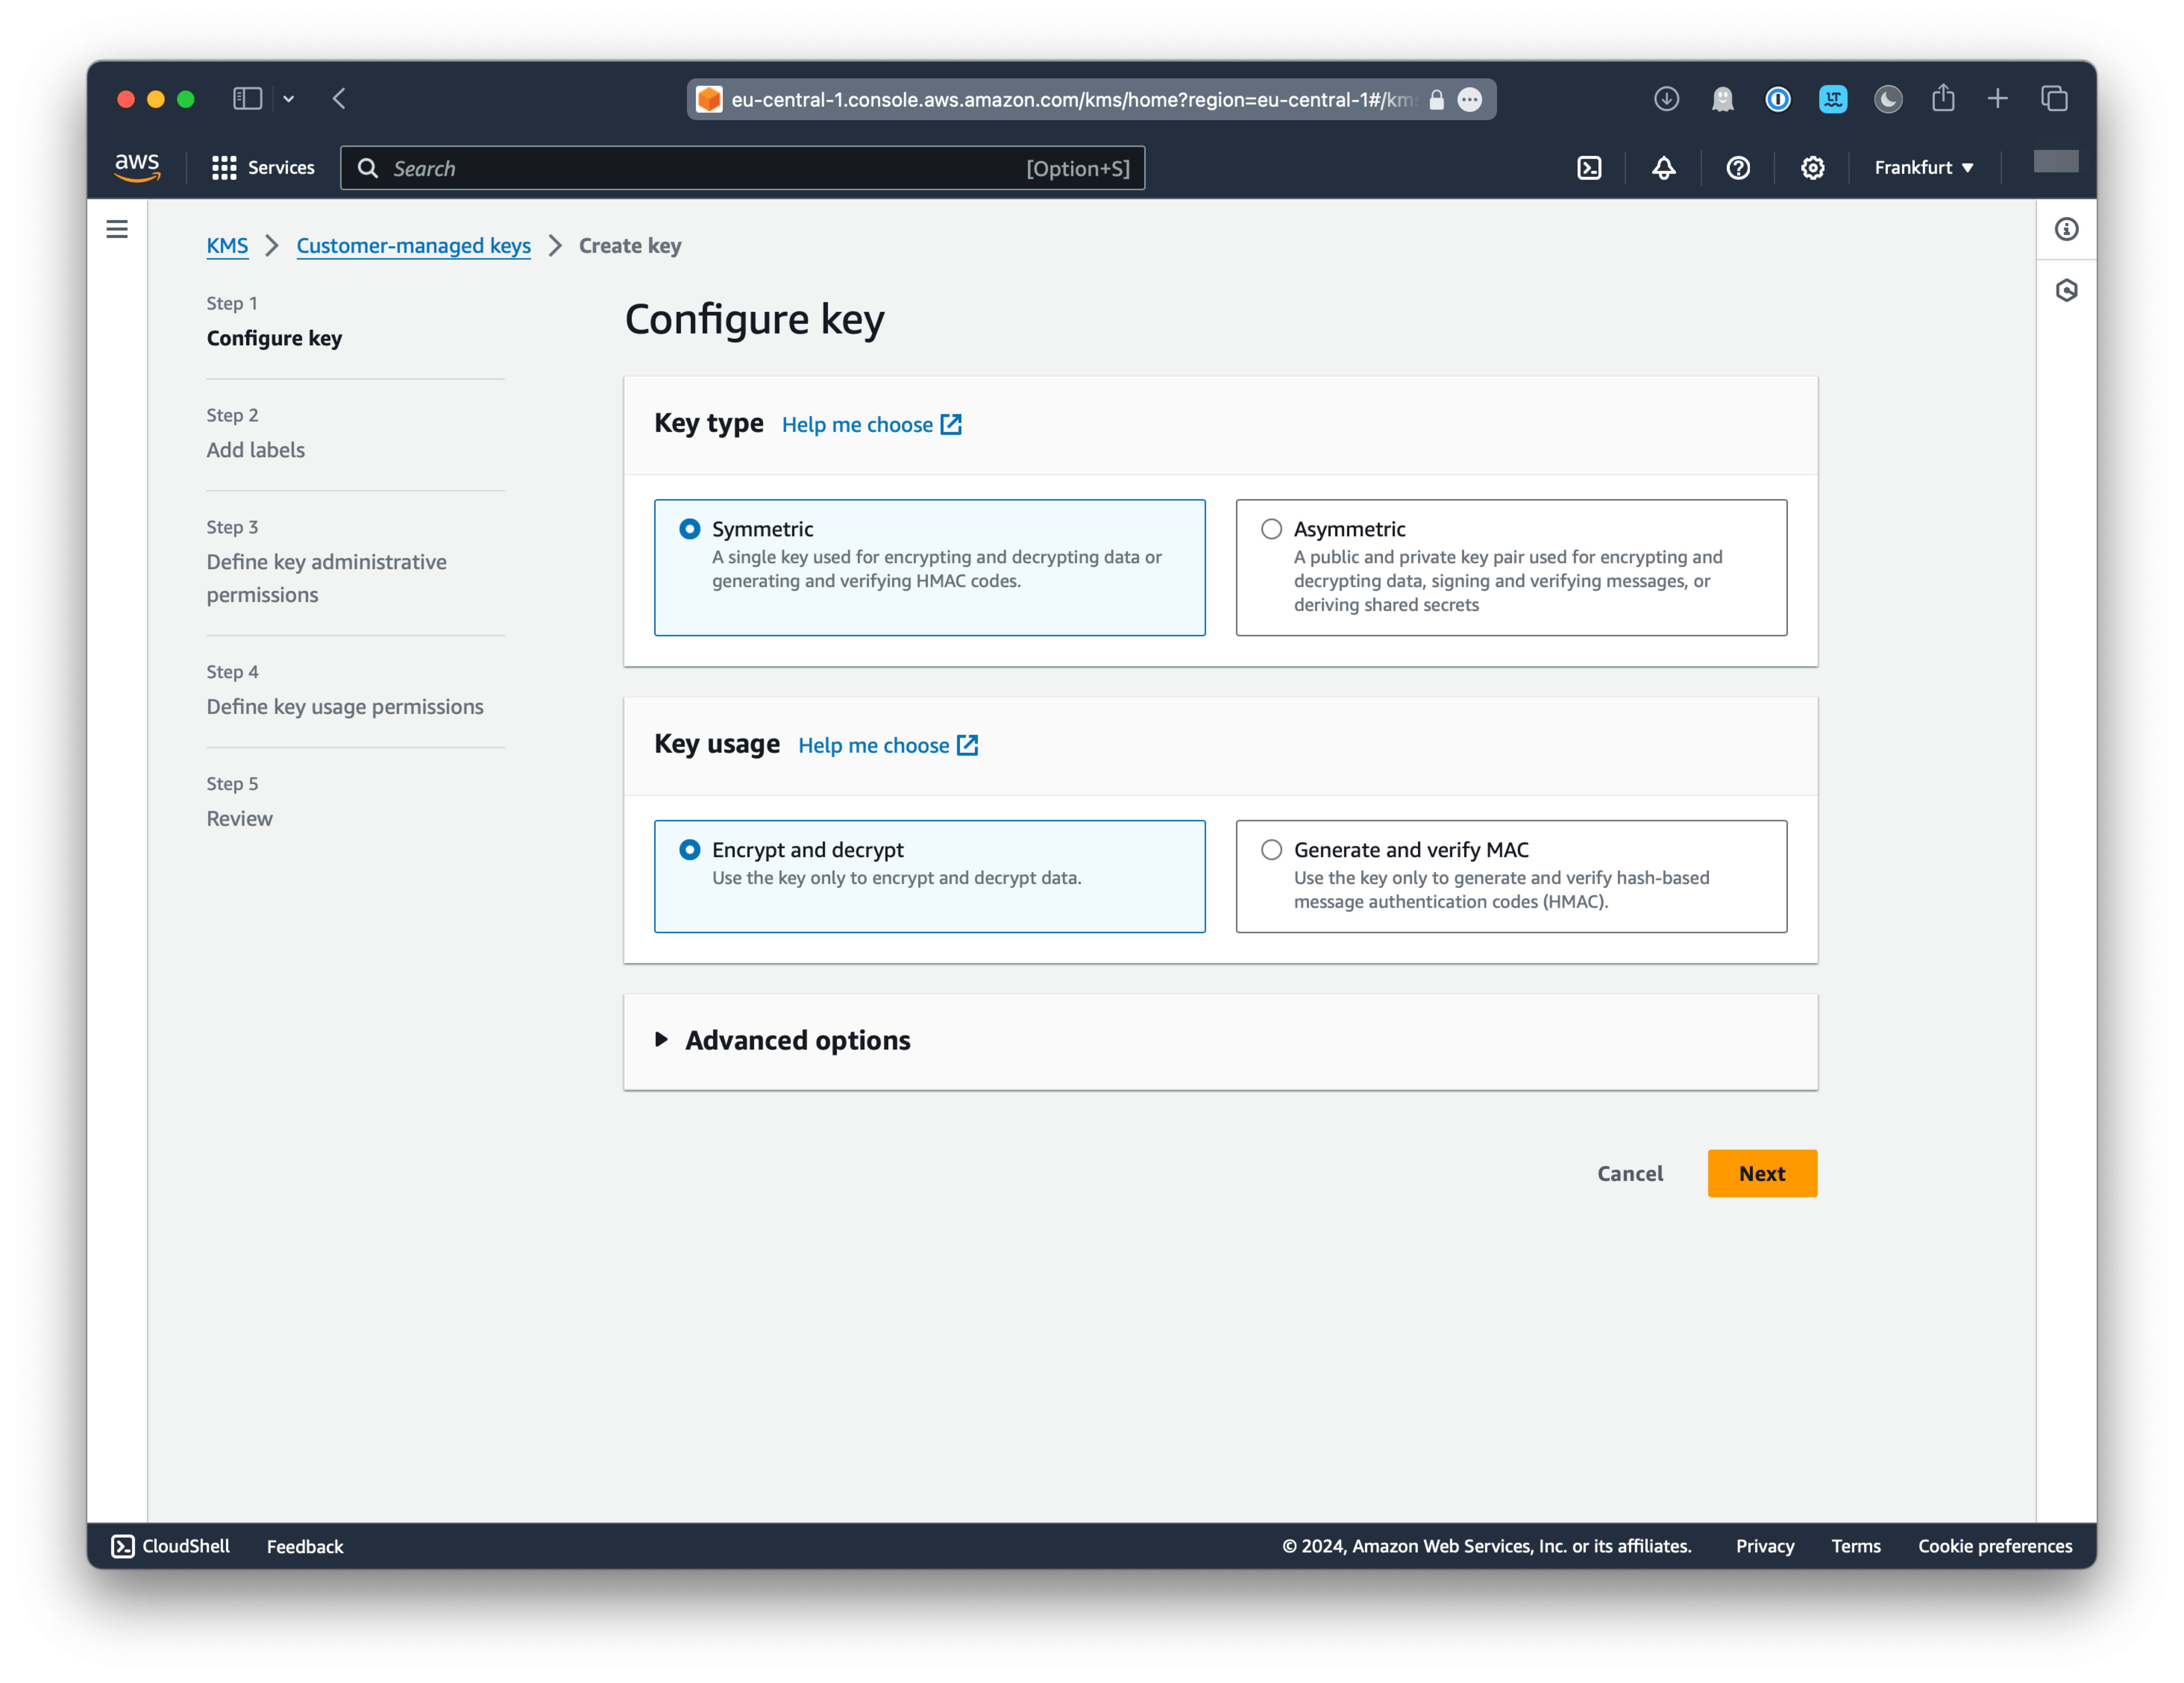 eu-central-1.console.aws.amazon.com/kms/home?region=eu-central-1#/km
LT
aws
Services
Search
[Option+S]
Frankfurt
KMS
Customer-managed keys
Create key
Step 1
Configure key
Step 2
Add labels
Step 3
Define key administrative
permissions
Step 4
Define key usage permissions
Step 5
Review
Configure key
Key type Help me choose
Symmetric
A single key used for encrypting and decrypting data or
generating and verifying HMAC codes.
Asymmetric
A public and private key pair used for encrypting and
decrypting data, signing and verifying messages, or
deriving shared secrets
Key usage Help me choose
Encrypt and decrypt
Use the key only to encrypt and decrypt data.
Generate and verify MAC
Use the key only to generate and verify hash-based
message authentication codes (HMAC).
Advanced options
Cancel
Next
CloudShell
Feedback
© 2024, Amazon Web Services, Inc. or its affiliates.
Privacy
Terms
Cookie preferences